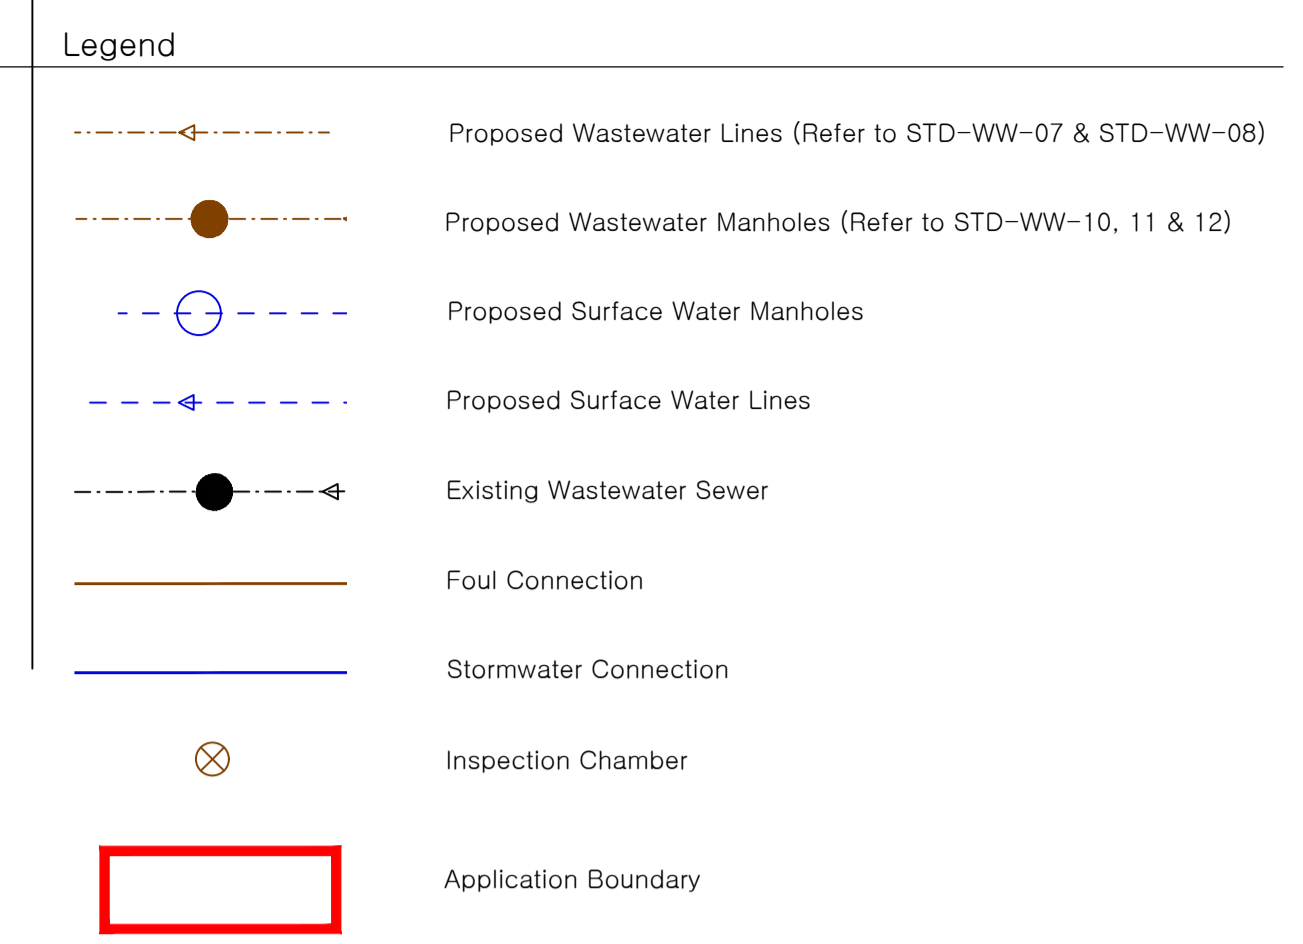 Legend
Proposed Wastewater Lines (Refer to STD-WW-07 & STD-WW-08)
Proposed Wastewater Manholes (Refer to STD-WW-10, 11 & 12)
Proposed Surface Water Manholes
Proposed Surface Water Lines
Existing Wastewater Sewer
Foul Connection
Stormwater Connection
Inspection Chamber
Application Boundary